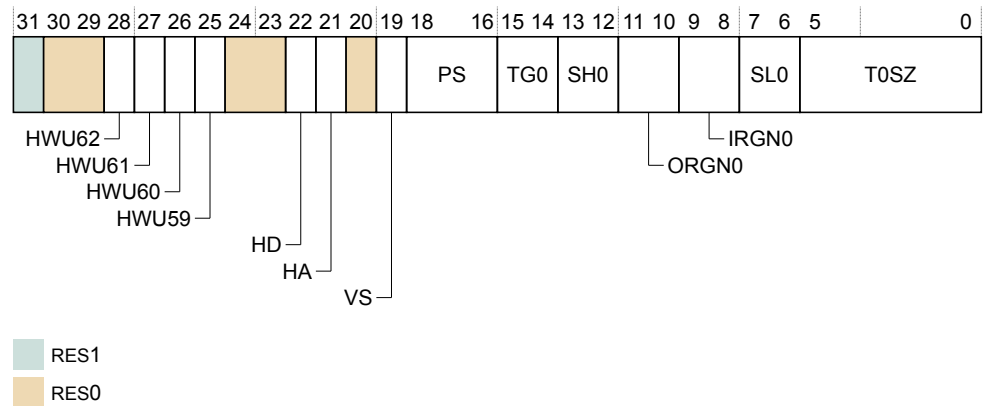 31 30 29 28 27 26 25 24 23 22 21 20 19 18 16 15 14 13 12 11 10 9 8 7 6 5 0
PS TG0 SH0 SL0 T0SZ
HWU62 IRGN0
HWU61 ORGN0
HWU60
HWU59
HD
HA
VS
RES1
RES0